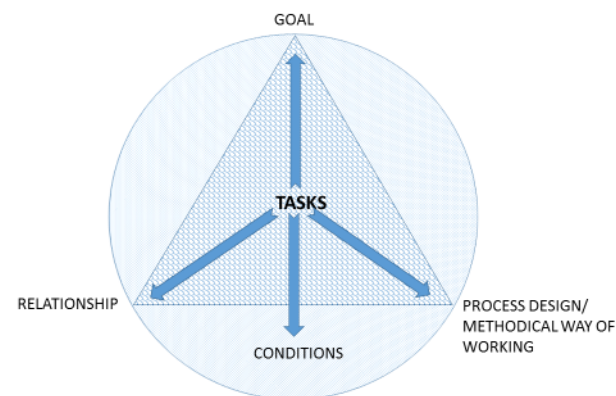 GOAL
TASKS
RELATIONSHIP
PROCESS DESIGN/
METHODICAL WAY OF
WORKING
CONDITIONS